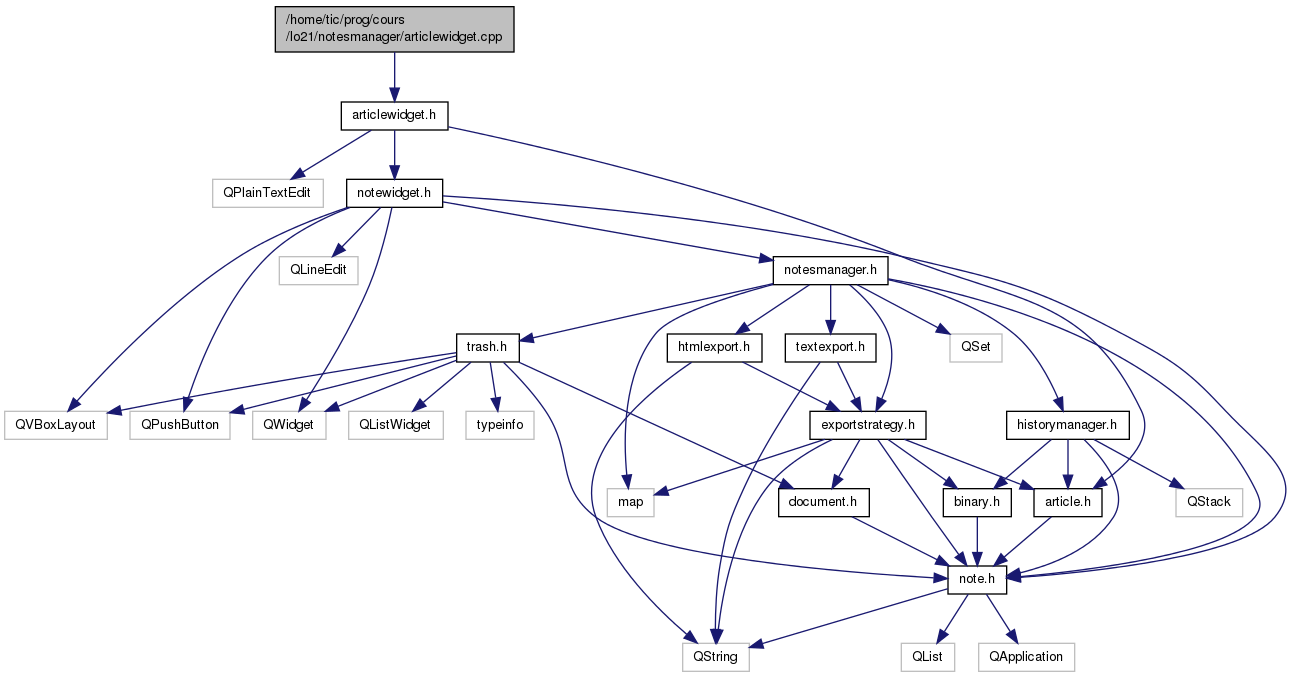 /home/tic/prog/cours
/lo21/notesmanager/articlewidget.cpp
articlewidget.h
QPlainTextEdit
notewidget.h
QLineEdit
notesmanager.h
trash.h
htmlexport.h
textexport.h
QSet
QVBoxLayout
QPushButton
QWidget
QListWidget
typeinfo
exportstrategy.h
historymanager.h
map
document.h
binary.h
article.h
QStack
note.h
QString
QList
QApplication